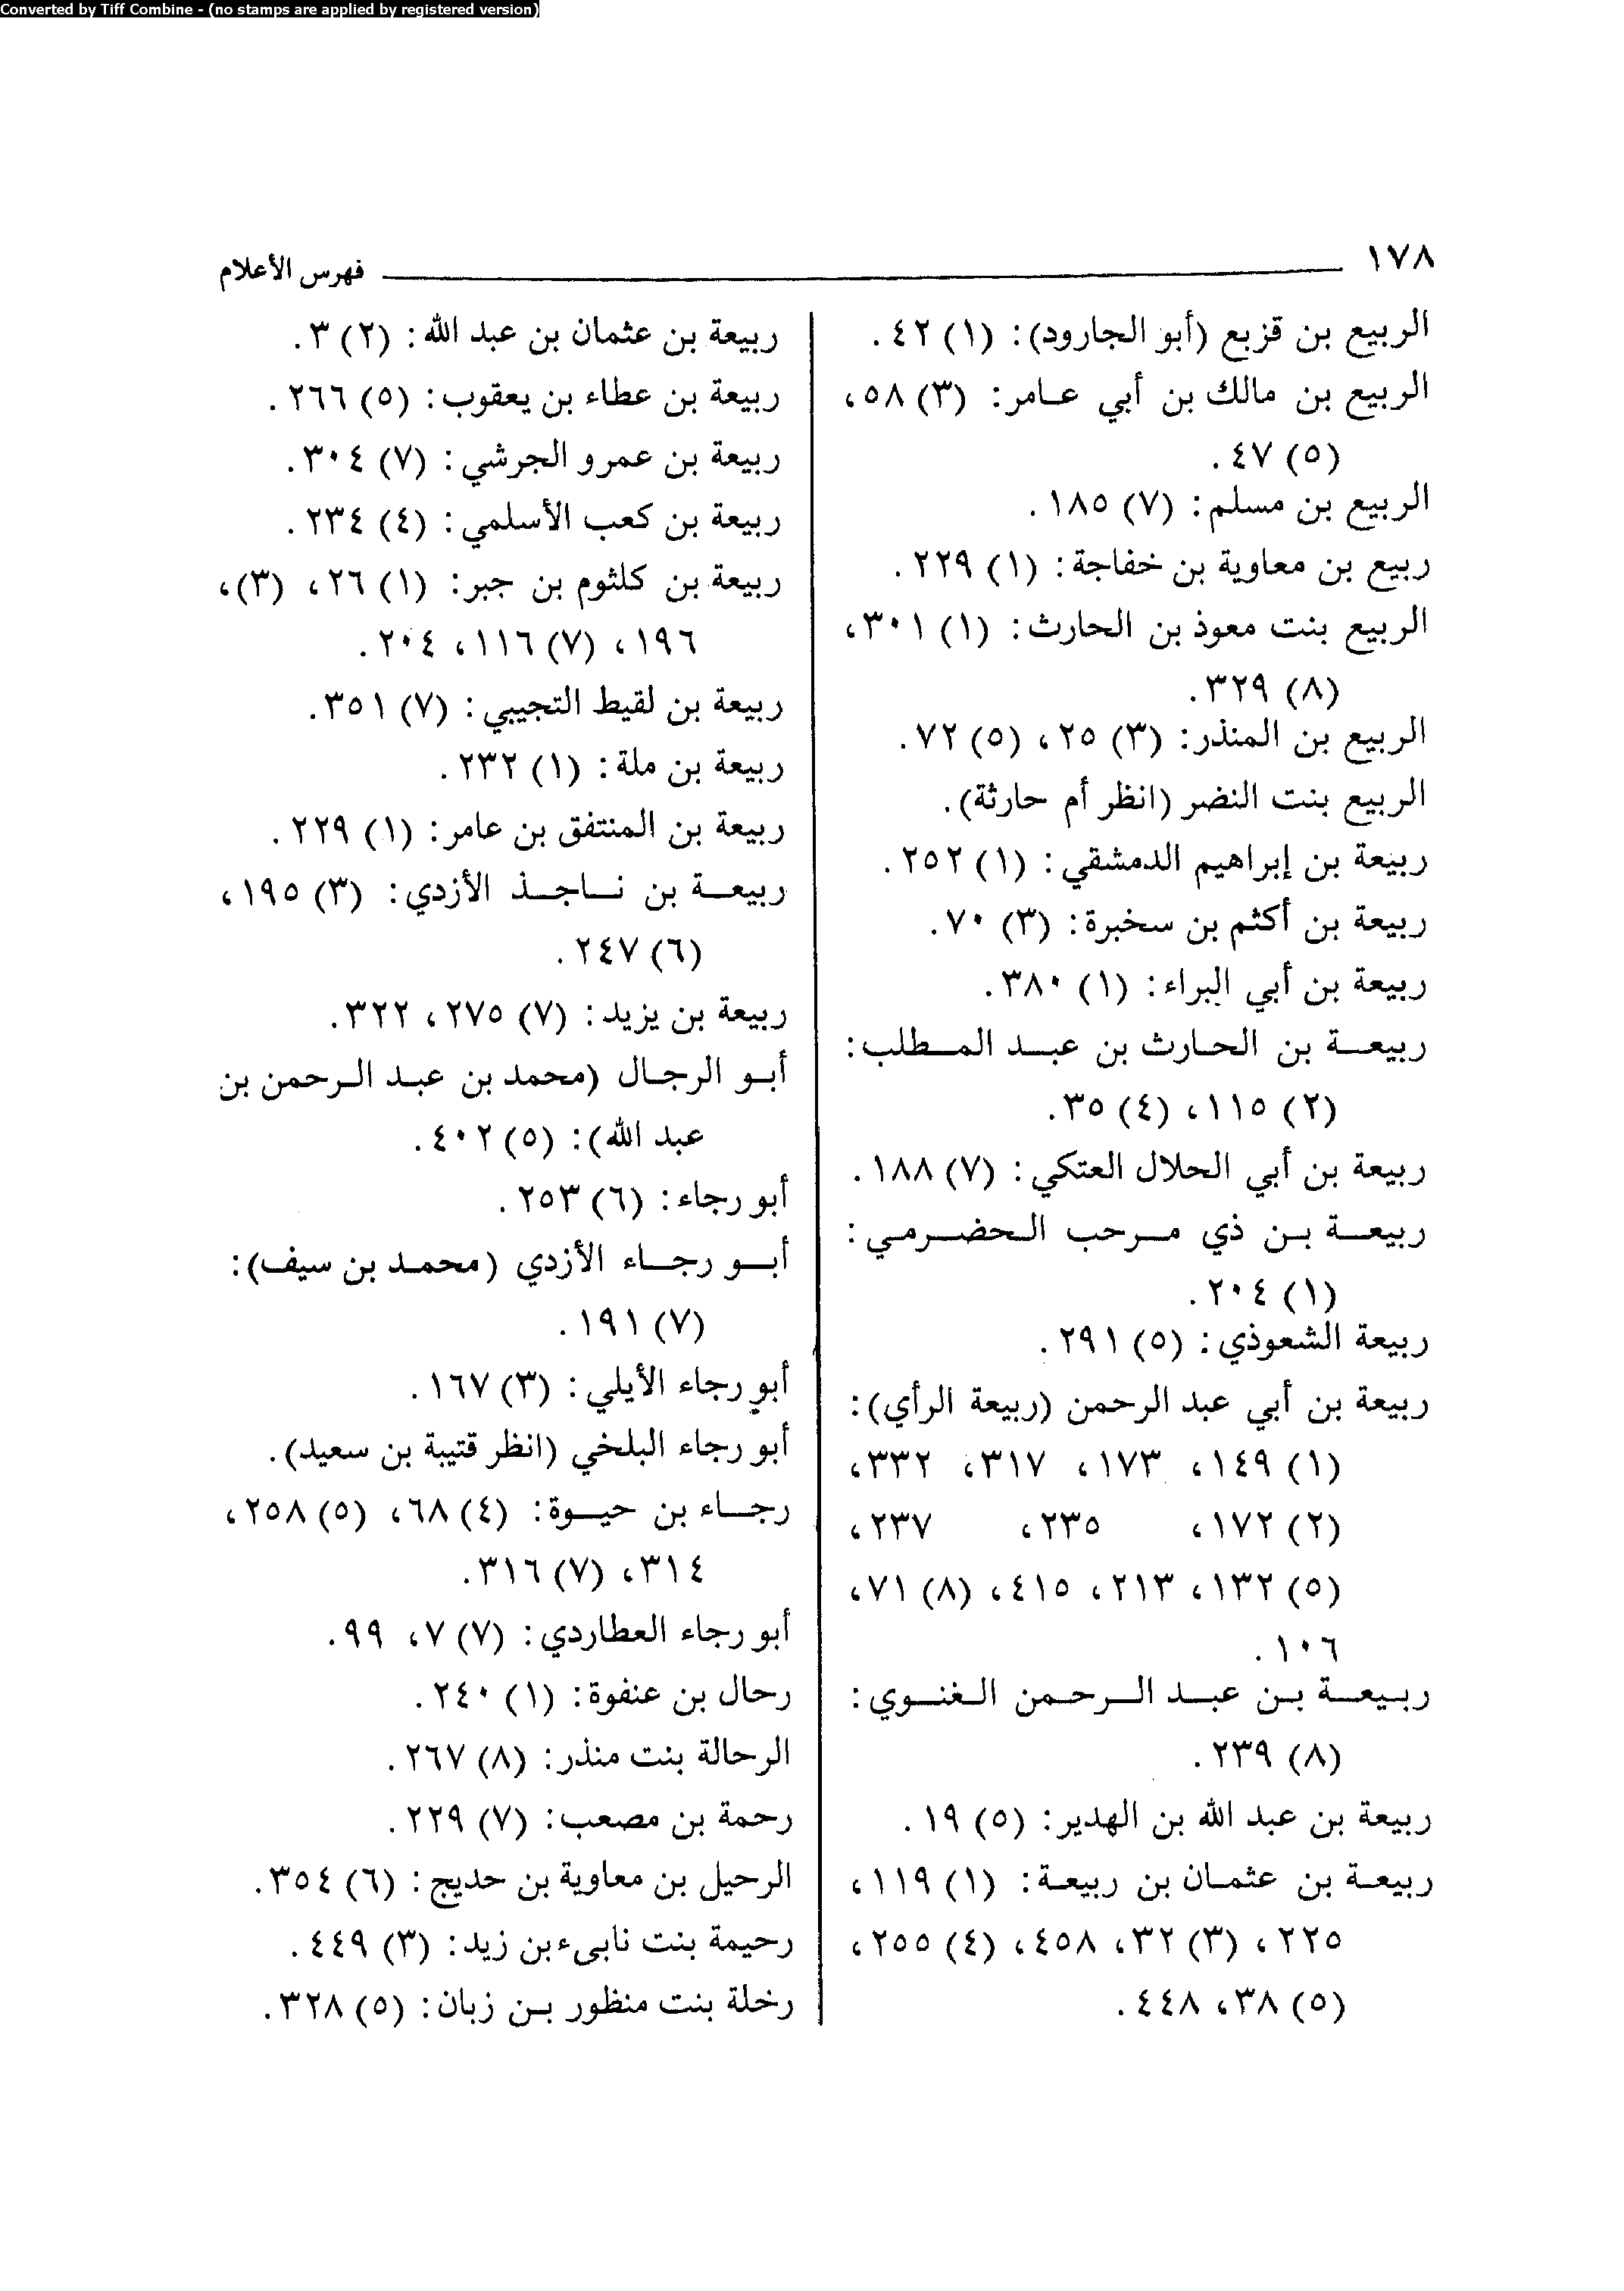 Converted by Tiff Combine - (no stamps are applied by registered version)
١٧٨
فهرس الأعلام
الربيع بن قزيع (أبو الجارود): (١) ٤٢.
الربيع بن مالك بن أبي عامر: (٣) ٥٨،
(٥) ٤٧.
الربيع بن مسلم: (٧) ١٨٥.
ربيع بن معاوية بن خفاجة: (١) ٢٢٩.
الربيع بنت معوذ بن الحارث: (١) ٣٠١،
(٨) ٣٢٩.
الربيع بن المنذر: (٣) ٢٥، (٥) ٧٢.
الربيع بنت النضر (انظر أم حارثة).
ربيعة بن إبراهيم الدمشقي: (١) ٢٥٢.
ربيعة بن أكثم بن سخبرة: (٣) ٧٠.
ربيعة بن أبي البراء: (١) ٣٨٠.
ربيعة بن الحارث بن عبد المطلب:
(٢) ١١٥، (٤) ٣٥.
ربيعة بن أبي الحلال العتكي: (٧) ١٨٨.
ربيعة بن ذي مرحب الحضرمي:
(١) ٢٠٤.
ربيعة الشعوذي: (٥) ٢٩١.
ربيعة بن أبي عبد الرحمن (ربيعة الرأي):
(١) ١٤٩، ١٧٣، ٣١٧، ٣٣٢،
(٢) ١٧٢، ٢٣٥، ٢٣٧،
(٥) ١٣٢، ٢١٣، ٤١٥، (٨) ٧١،
١٠٦.
ربيعة بن عبد الرحمن الغنوي:
(٨) ٢٣٩.
ربيعة بن عبد الله بن الهدير: (٥) ١٩.
ربيعة بن عثمان بن ربيعة: (١) ١١٩،
٢٢٥، (٣) ٣٢، ٤٥٨، (٤) ٢٥٥،
(٥) ٣٨، ٤٤٨.
ربيعة بن عثمان بن عبد الله: (٢) ٣.
ربيعة بن عطاء بن يعقوب: (٥) ٢٦٦.
ربيعة بن عمرو الجرشي: (٧) ٣٠٤.
ربيعة بن كعب الأسلمي: (٤) ٢٣٤.
ربيعة بن كلثوم بن جبر: (١) ٢٦، (٣)،
١٩٦، (٧) ١١٦، ٢٠٤.
ربيعة بن لقيط التجيبي: (٧) ٣٥١.
ربيعة بن ملة: (١) ٢٣٢.
ربيعة بن المنتفق بن عامر: (١) ٢٢٩.
ربيعة بن ناجذ الأزدي: (٣) ١٩٥،
(٦) ٢٤٧.
ربيعة بن يزيد: (٧) ٢٧٥، ٣٢٢.
أبو الرجال (محمد بن عبد الرحمن بن
عبد الله): (٥) ٤٠٢.
أبو رجاء: (٦) ٢٥٣.
أبو رجاء الأزدي (محمد بن سيف):
(٧) ١٩١.
أبو رجاء الأيلي: (٣) ١٦٧.
أبو رجاء البلخي (انظر قتيبة بن سعيد).
رجاء بن حيوة: (٤) ٦٨، (٥) ٢٥٨،
٣١٤، (٧) ٣١٦.
أبو رجاء العطاردي: (٧) ٧، ٩٩.
رحال بن عنفوة: (١) ٢٤٠.
الرحالة بنت منذر: (٨) ٢٦٧.
رحمة بن مصعب: (٧) ٢٢٩.
الرحيل بن معاوية بن حديج: (٦) ٣٥٤.
رحيمة بنت نابىء بن زيد: (٣) ٤٤٩.
رخلة بنت منظور بن زبان: (٥) ٣٢٨.